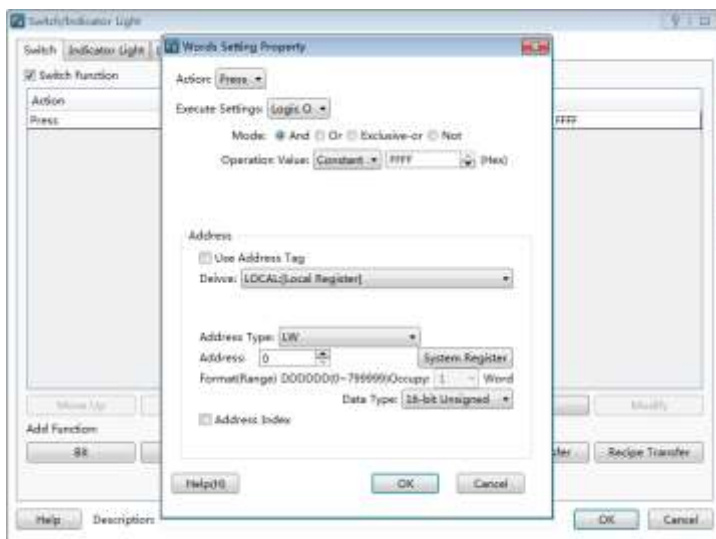 Switch/Indicator Light
Switch Indicator Light
Switch Function
Action
Press
FFFF
Words Setting Property
Action: Press
Execute Settings: Logic O
Mode: And Or Exclusive-or Not
Operation Value: Constant FFFF (Hex)
Address
Use Address Tag
Deivce: LOCAL:[Local Register]
Address Type: LW
Address: 0 System Register
Format(Range) DDDDDD(0~799999)Occupy: 1 Word
Data Type: 16-bit Unsigned
Address Index
Help(H) OK Cancel
Move Up Modify
Add Function
Bit Recipe Transfer
Help Description: OK Cancel